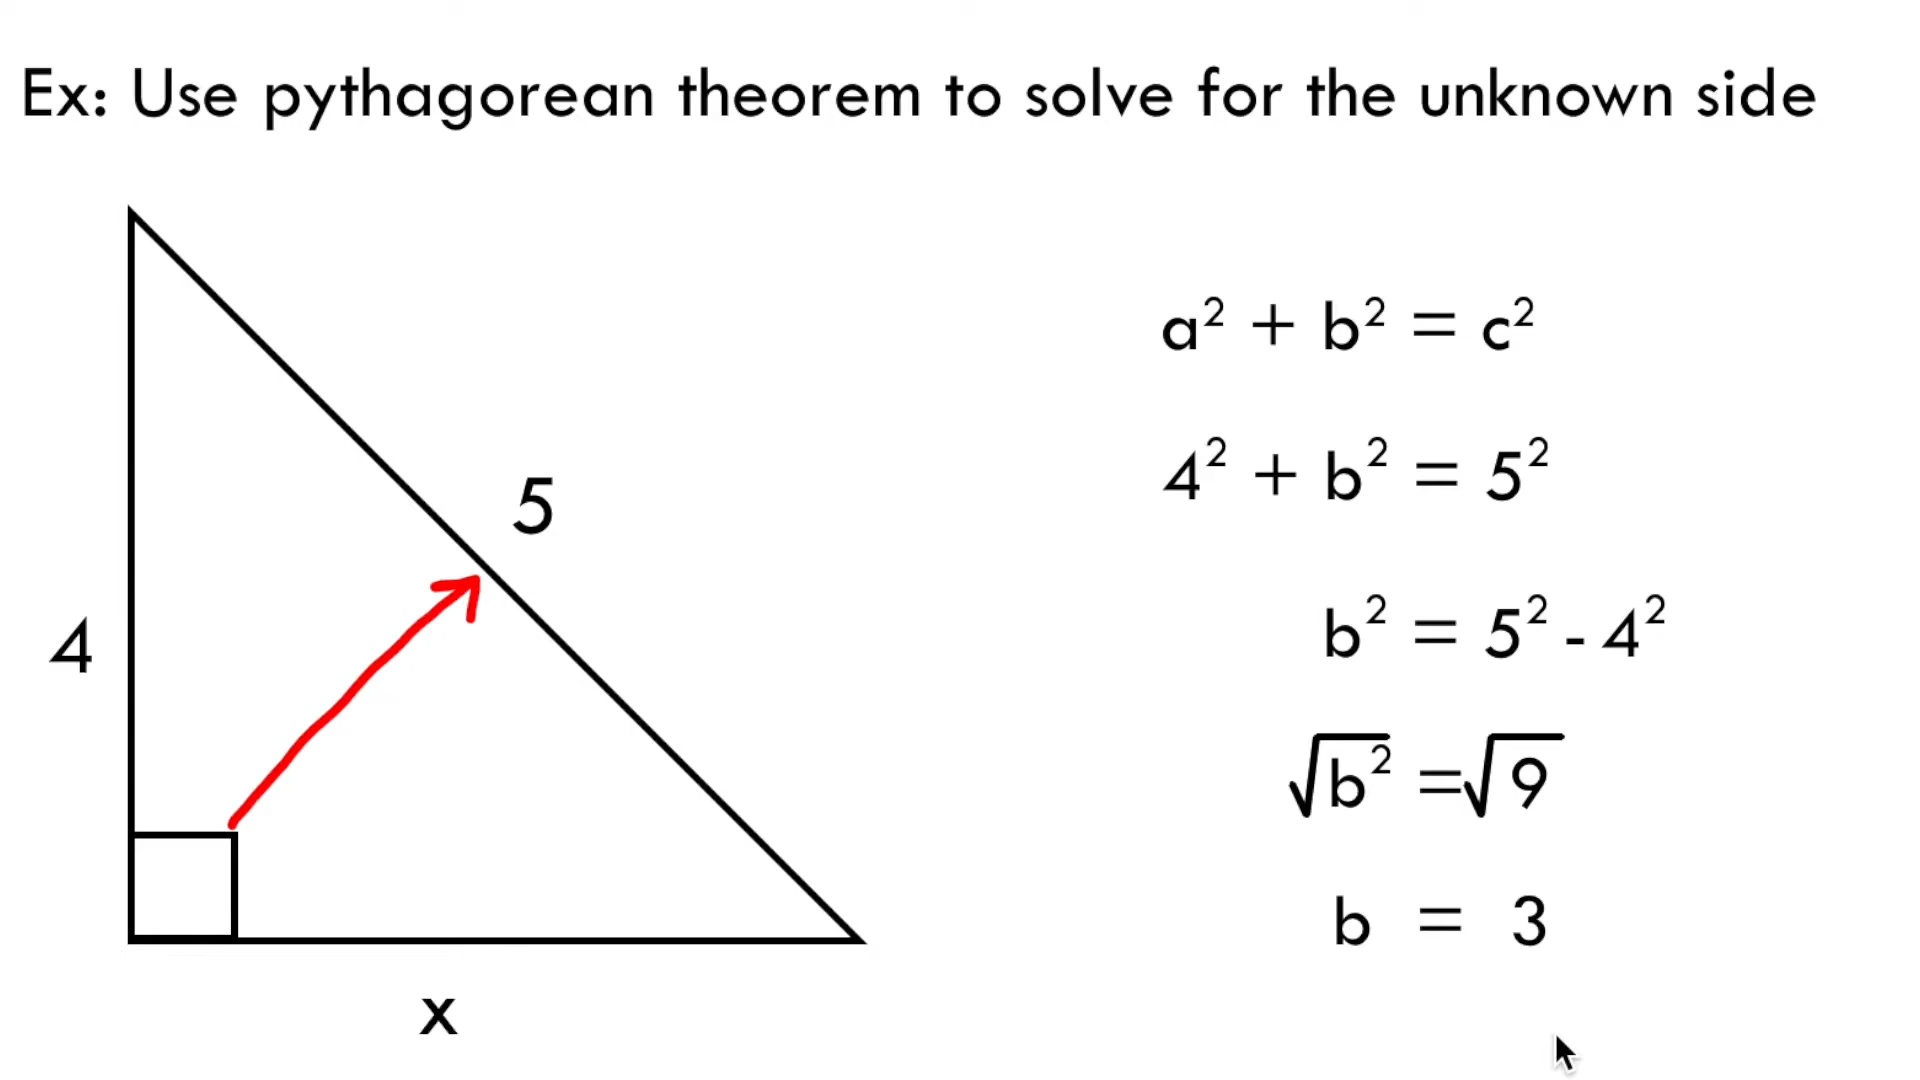 Ex: Use pythagorean theorem to solve for the unknown side
a² + b² = c²
4² + b² = 5²
5
b² = 5² - 4²
4
√b² = √9
b = 3
x